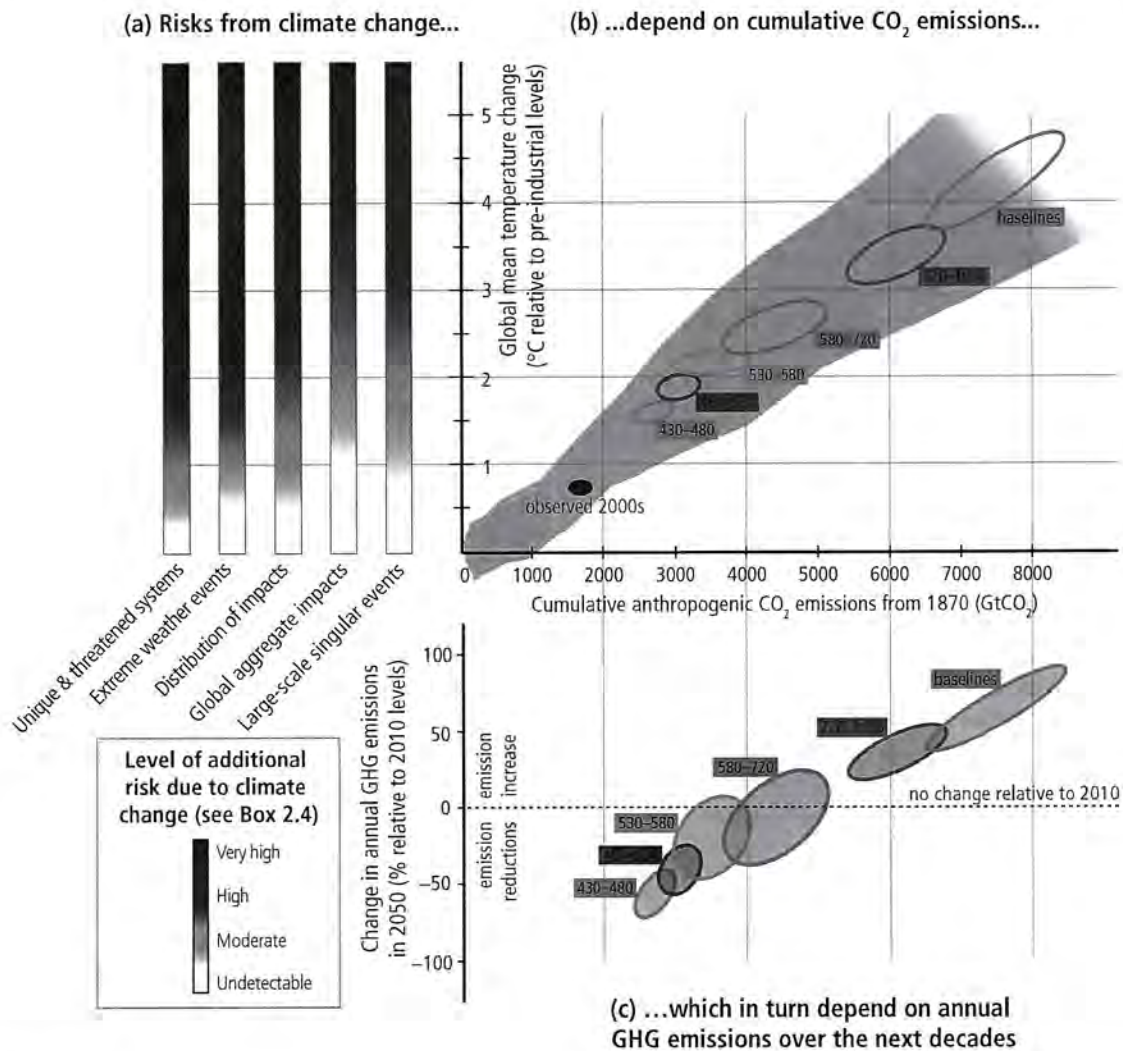 (a) Risks from climate change...
(b) ...depend on cumulative CO₂ emissions...
Global mean temperature change
(°C relative to pre-industrial levels)
5
4
3
2
1
baselines
580–720
530–580
430–480
observed 2000s
0
1000
2000
3000
4000
5000
6000
7000
8000
Cumulative anthropogenic CO₂ emissions from 1870 (GtCO₂)
Unique & threatened systems
Extreme weather events
Distribution of impacts
Global aggregate impacts
Large-scale singular events
Level of additional
risk due to climate
change (see Box 2.4)
Very high
High
Moderate
Undetectable
Change in annual GHG emissions
in 2050 (% relative to 2010 levels)
emission
increase
emission
reductions
100
50
0
−50
−100
baselines
580–720
no change relative to 2010
530–580
430–480
(c) ...which in turn depend on annual
GHG emissions over the next decades